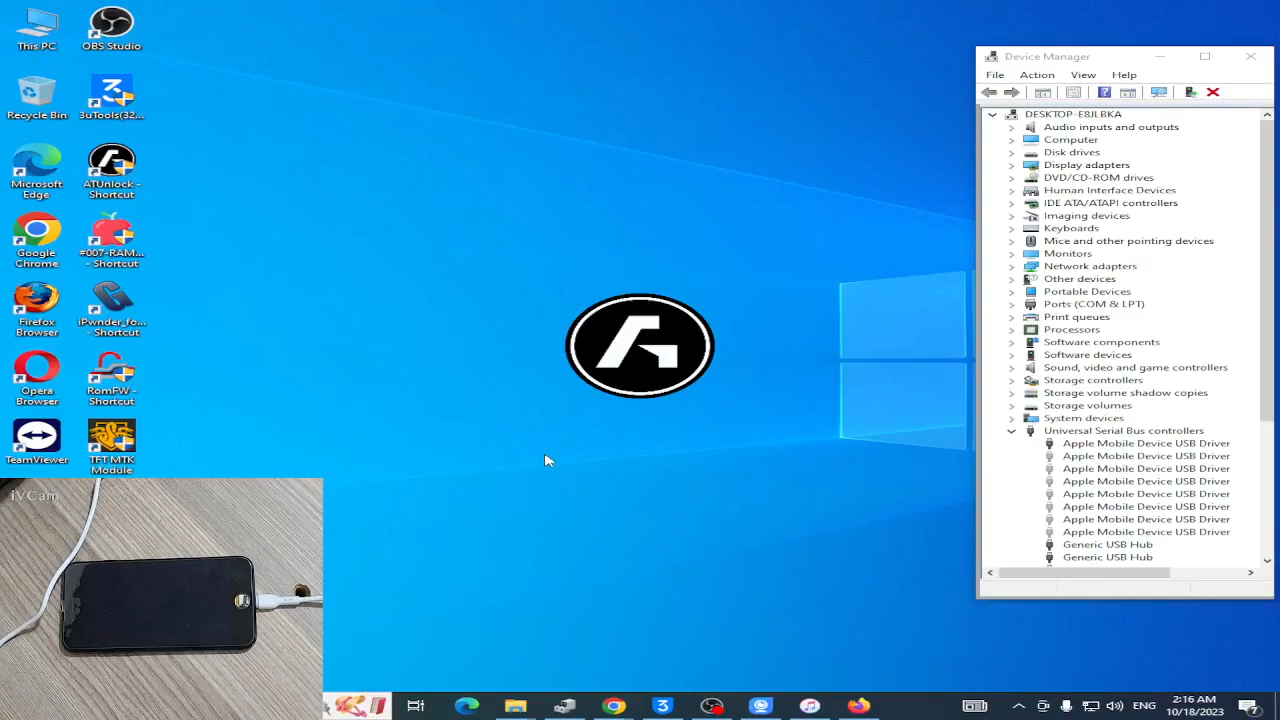 This PC
OBS Studio
Recycle Bin
3uTools(32...
Microsoft
Edge
ATUnlock -
Shortcut
Google
Chrome
#007-RAM...
- Shortcut
Firefox
Browser
iPwnder_fo...
- Shortcut
Opera
Browser
RomFW -
Shortcut
TeamViewer
TFT MTK
Module
iVCam
Device Manager
File Action View Help
DESKTOP-E8JLBKA
Audio inputs and outputs
Computer
Disk drives
Display adapters
DVD/CD-ROM drives
Human Interface Devices
IDE ATA/ATAPI controllers
Imaging devices
Keyboards
Mice and other pointing devices
Monitors
Network adapters
Other devices
Portable Devices
Ports (COM & LPT)
Print queues
Processors
Software components
Software devices
Sound, video and game controllers
Storage controllers
Storage volume shadow copies
Storage volumes
System devices
Universal Serial Bus controllers
Apple Mobile Device USB Driver
Apple Mobile Device USB Driver
Apple Mobile Device USB Driver
Apple Mobile Device USB Driver
Apple Mobile Device USB Driver
Apple Mobile Device USB Driver
Apple Mobile Device USB Driver
Apple Mobile Device USB Driver
Generic USB Hub
Generic USB Hub
ENG
2:16 AM
10/18/2023
7